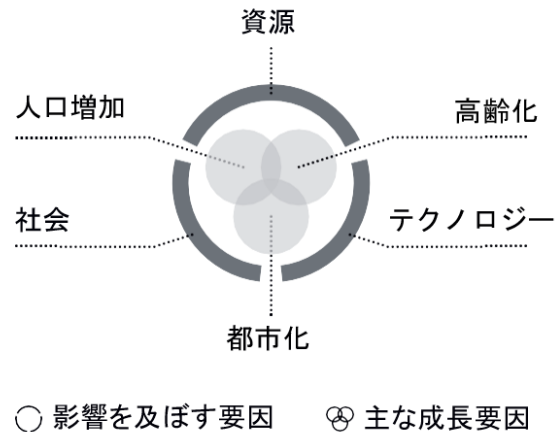 資源
人口増加
高齢化
社会
テクノロジー
都市化
影響を及ぼす要因
主な成長要因